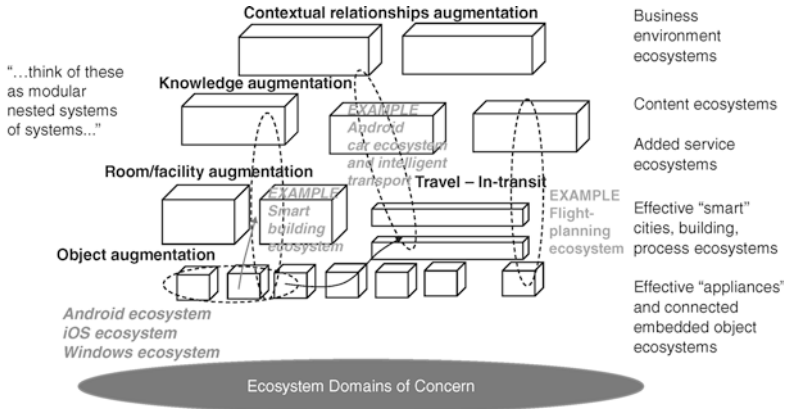 Contextual relationships augmentation
Business
environment
ecosystems
“…think of these
as modular
nested systems
of systems...”
Knowledge augmentation
EXAMPLE
Android
car ecosystem
and intelligent
transport
Content ecosystems
Added service
ecosystems
Room/facility augmentation
EXAMPLE
Smart
building
ecosystem
Travel – In-transit
EXAMPLE
Flight-
planning
ecosystem
Effective “smart”
cities, building,
process ecosystems
Object augmentation
Android ecosystem
iOS ecosystem
Windows ecosystem
Effective “appliances”
and connected
embedded object
ecosystems
Ecosystem Domains of Concern